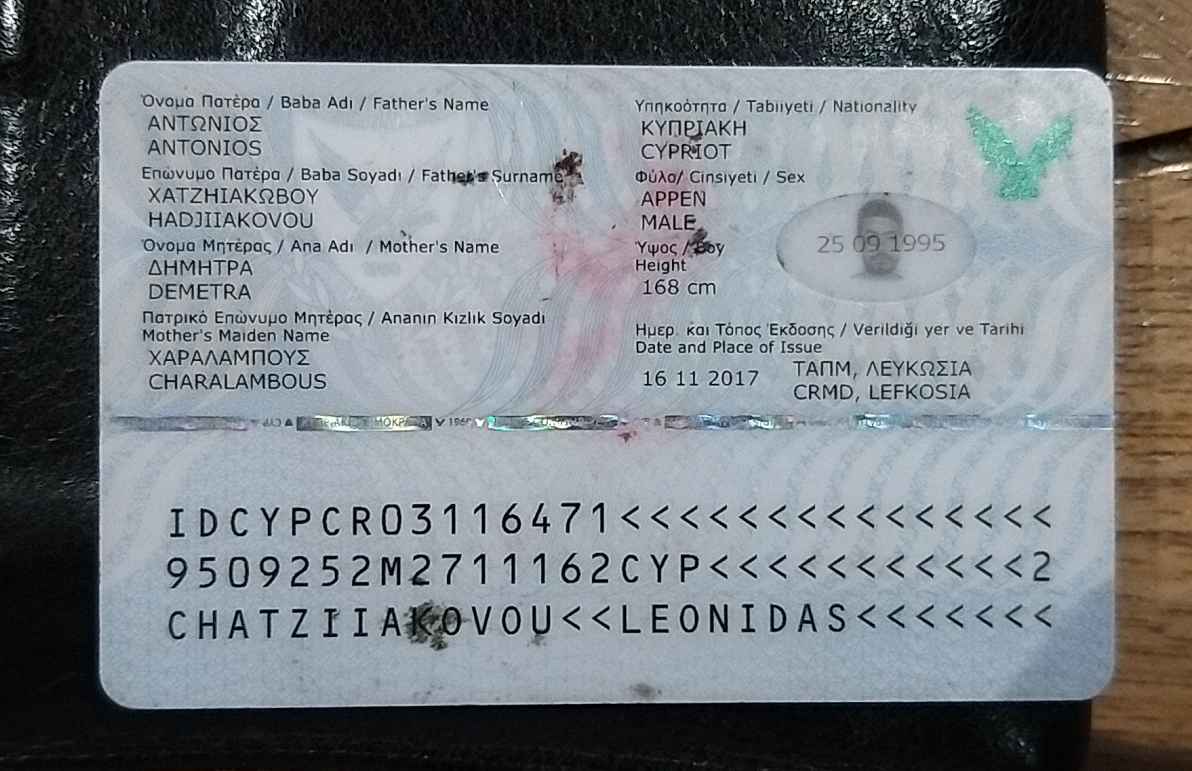 Όνομα Πατέρα / Baba Adı / Father's Name
ΑΝΤΩΝΙΟΣ
ANTONIOS
Επώνυμο Πατέρα / Baba Soyadı / Father's Surname
ΧΑΤΖΗΙΑΚΩΒΟΥ
HADJIIAKOVOU
Όνομα Μητέρας / Ana Adı / Mother's Name
ΔΗΜΗΤΡΑ
DEMETRA
Πατρικό Επώνυμο Μητέρας / Ananın Kızlık Soyadı
Mother's Maiden Name
ΧΑΡΑΛΑΜΠΟΥΣ
CHARALAMBOUS
Υπηκοότητα / Tabiiyeti / Nationality
ΚΥΠΡΙΑΚΗ
CYPRIOT
Φύλο/ Cinsiyeti / Sex
ΑΡΡΕΝ
MALE
Ύψος / Boy
Height
168 cm
25 09 1995
Ημερ. και Τόπος Έκδοσης / Verildiği yer ve Tarihi
Date and Place of Issue
16 11 2017
ΤΑΠΜ, ΛΕΥΚΩΣΙΑ
CRMD, LEFKOSIA
IDCYPCR03116471<<<<<<<<<<<<<<<
9509252M2711162CYP<<<<<<<<<<<2
CHATZIIAKOVOU<<LEONIDAS<<<<<<<